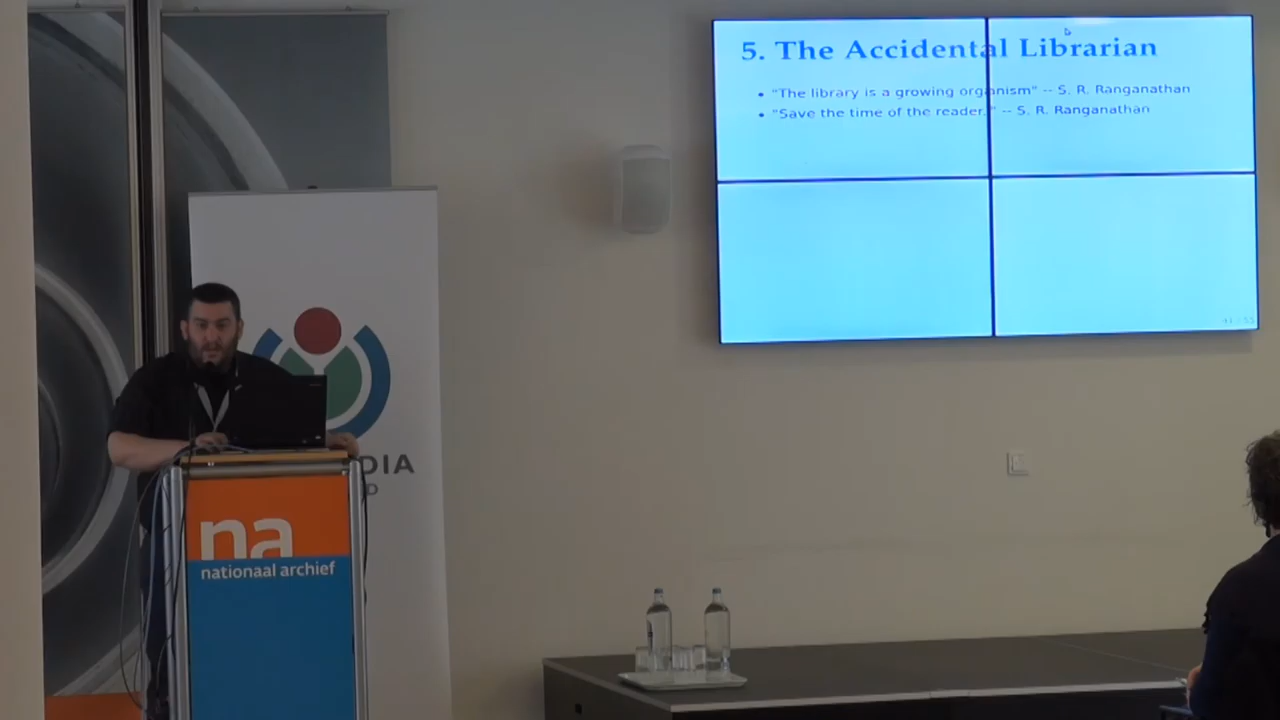 5. The Accidental Librarian
• "The library is a growing organism" -- S. R. Ranganathan
• "Save the time of the reader." -- S. R. Ranganathan
DIA
D
na
nationaal archief